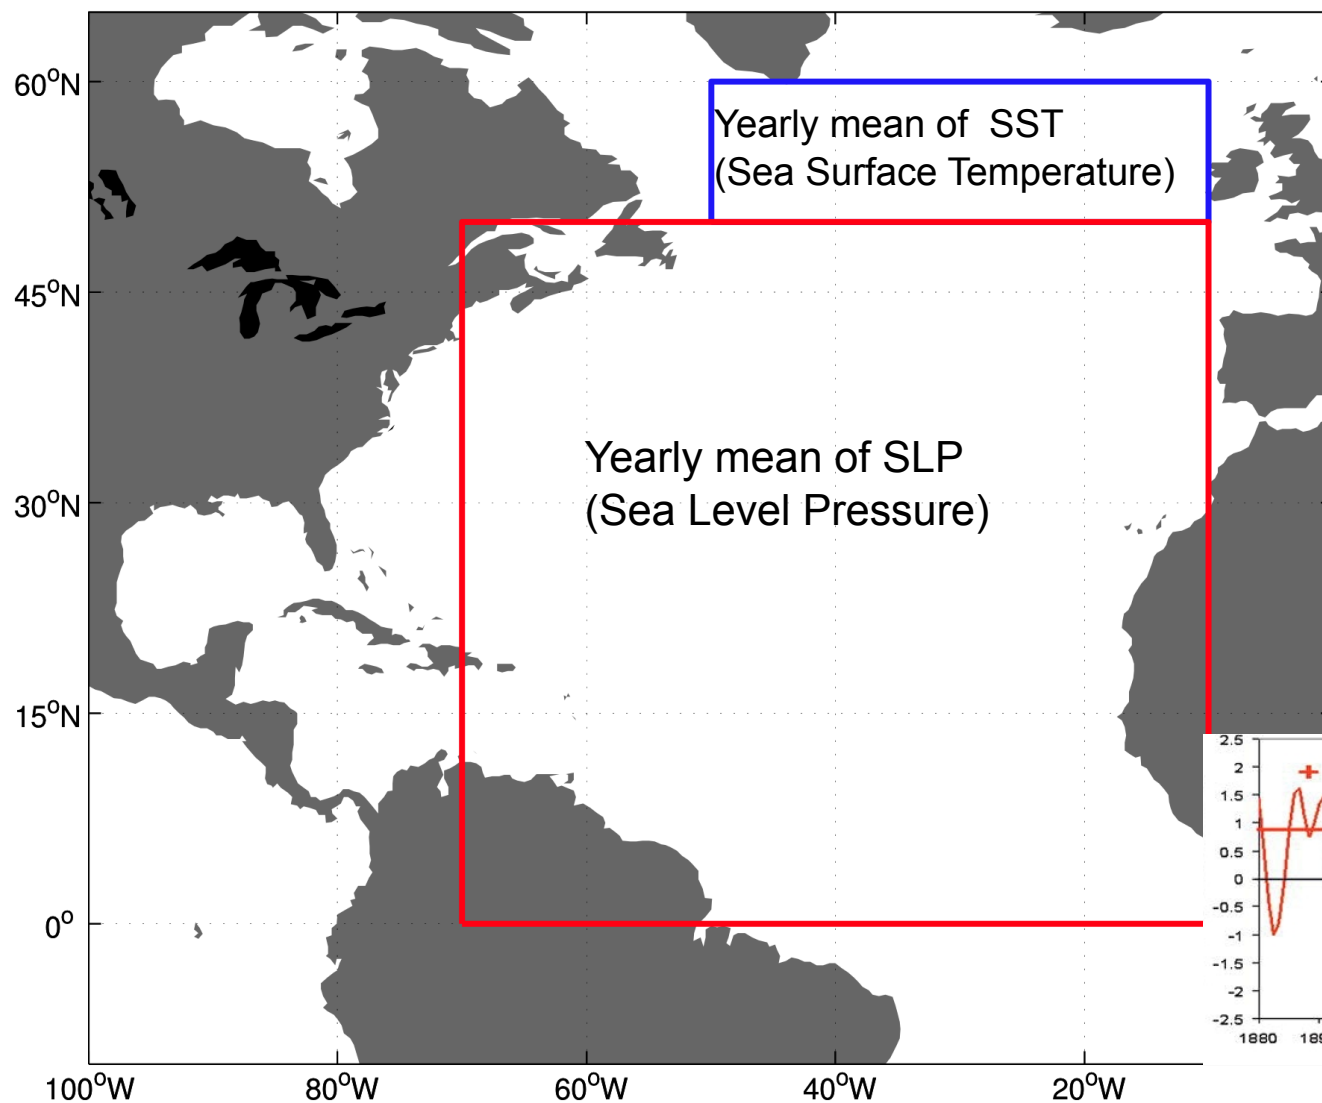 60°N
Yearly mean of SST
(Sea Surface Temperature)
45°N
Yearly mean of SLP
(Sea Level Pressure)
30°N
15°N
0°
2.5
2
+
1.5
1
0.5
0
-0.5
-1
-1.5
-2
-2.5
1880
100°W 80°W 60°W 40°W 20°W